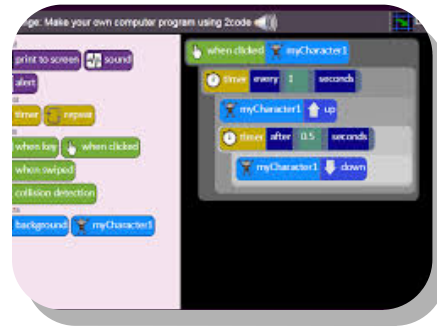 ge: Make your own computer program using 2code
print to screen sound
alert
timer repeat
when key when clicked
when swiped
collision detection
background myCharacter1
when clicked myCharacter1
timer every 1 seconds
myCharacter1 up
timer after 0.5 seconds
myCharacter1 down